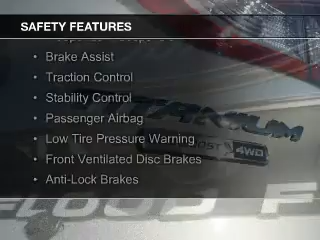 SAFETY FEATURES
• Brake Assist
• Traction Control
• Stability Control
• Passenger Airbag
• Low Tire Pressure Warning
• Front Ventilated Disc Brakes
• Anti-Lock Brakes
4WD